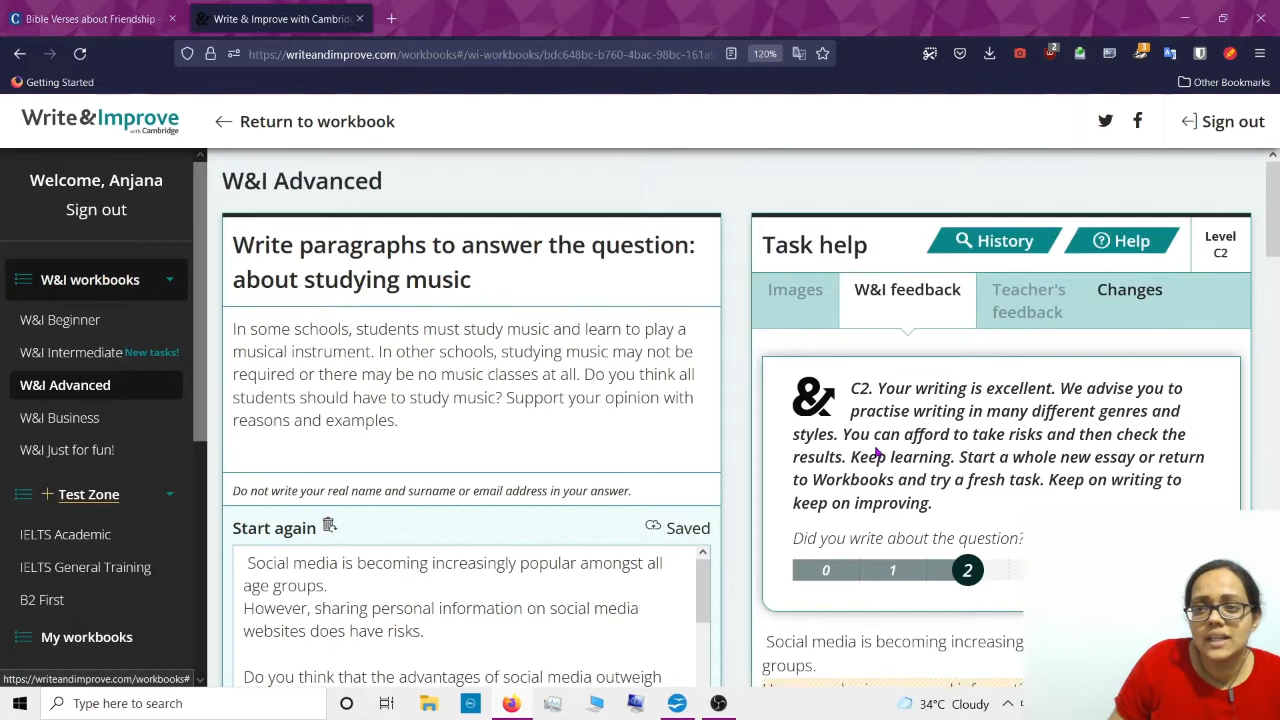 Bible Verses about Friendship -
Write & Improve with Cambridg
https://writeandimprove.com/workbooks#/wi-workbooks/bdc648bc-b760-4bac-98bc-161a9
120%
Getting Started
Other Bookmarks
Write&Improve
with Cambridge
Return to workbook
Sign out
Welcome, Anjana
Sign out
W&I workbooks
W&I Beginner
W&I Intermediate New tasks!
W&I Advanced
W&I Business
W&I Just for fun!
Test Zone
IELTS Academic
IELTS General Training
B2 First
My workbooks
https://writeandimprove.com/workbooks#
W&I Advanced
Write paragraphs to answer the question:
about studying music
In some schools, students must study music and learn to play a
musical instrument. In other schools, studying music may not be
required or there may be no music classes at all. Do you think all
students should have to study music? Support your opinion with
reasons and examples.
Do not write your real name and surname or email address in your answer.
Start again
Saved
Social media is becoming increasingly popular amongst all
age groups.
However, sharing personal information on social media
websites does have risks.
Do you think that the advantages of social media outweigh
Task help
History
Help
Level
C2
Images
W&I feedback
Teacher's
feedback
Changes
C2. Your writing is excellent. We advise you to
practise writing in many different genres and
styles. You can afford to take risks and then check the
results. Keep learning. Start a whole new essay or return
to Workbooks and try a fresh task. Keep on writing to
keep on improving.
Did you write about the question?
0 1 2
Social media is becoming increasing
groups.
Type here to search
34°C Cloudy